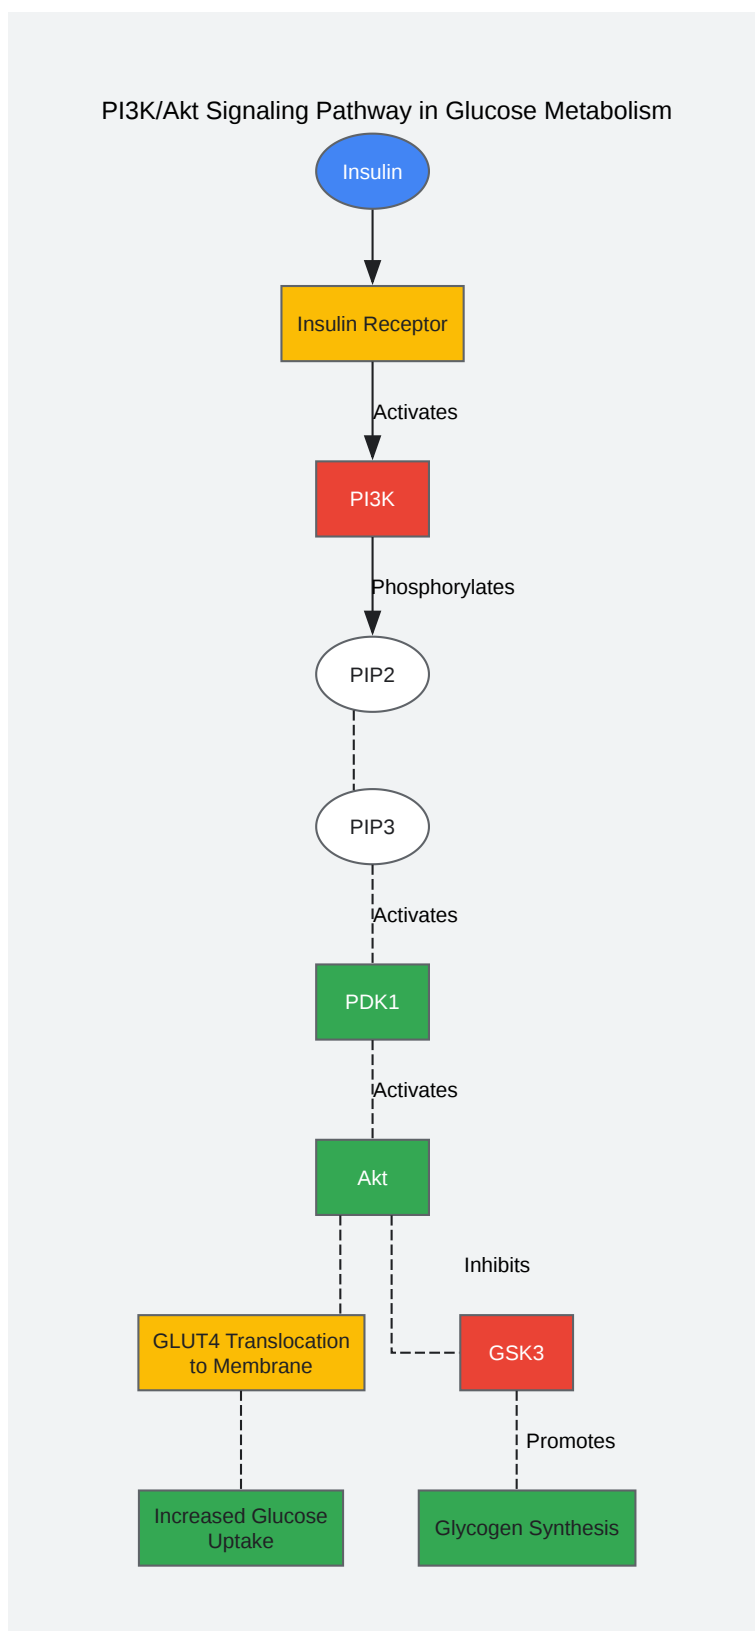 PI3K/Akt Signaling Pathway in Glucose Metabolism
Insulin
Insulin Receptor
Activates
PI3K
Phosphorylates
PIP2
PIP3
Activates
PDK1
Activates
Akt
Inhibits
GLUT4 Translocation
to Membrane
GSK3
Promotes
Increased Glucose
Uptake
Glycogen Synthesis